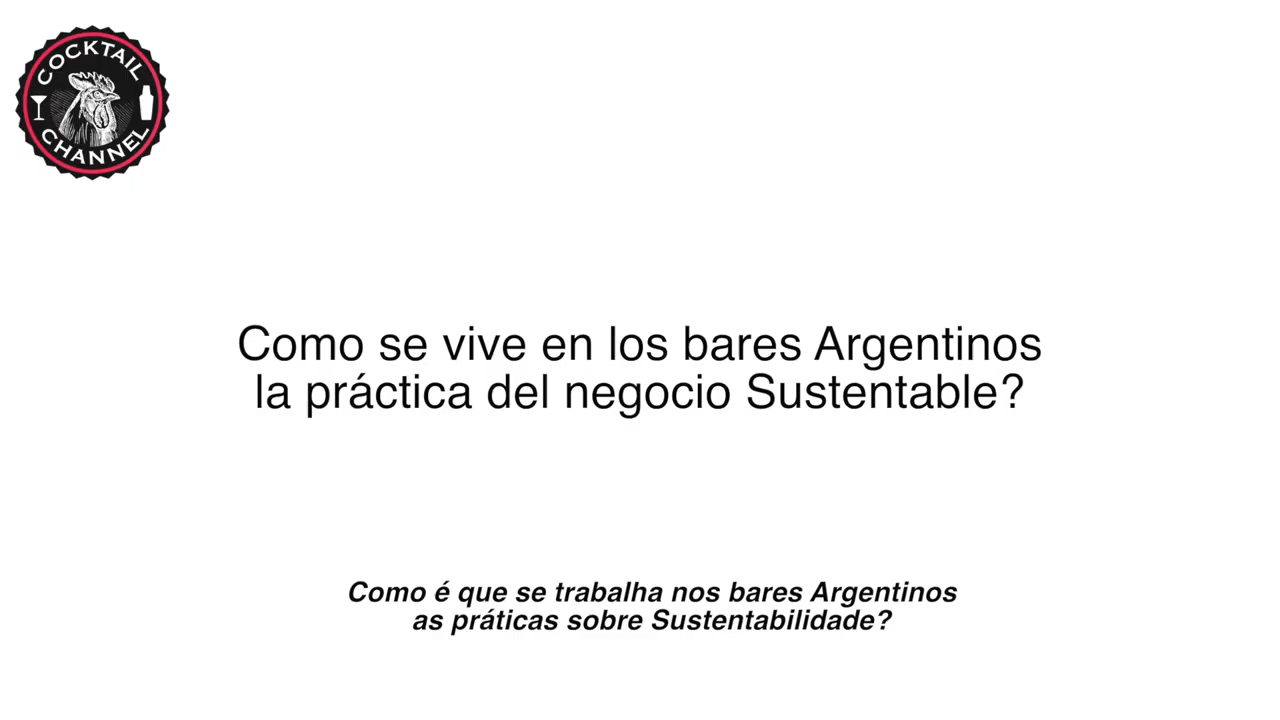 COCKTAIL
CHANNEL
Como se vive en los bares Argentinos
la práctica del negocio Sustentable?
Como é que se trabalha nos bares Argentinos
as práticas sobre Sustentabilidade?